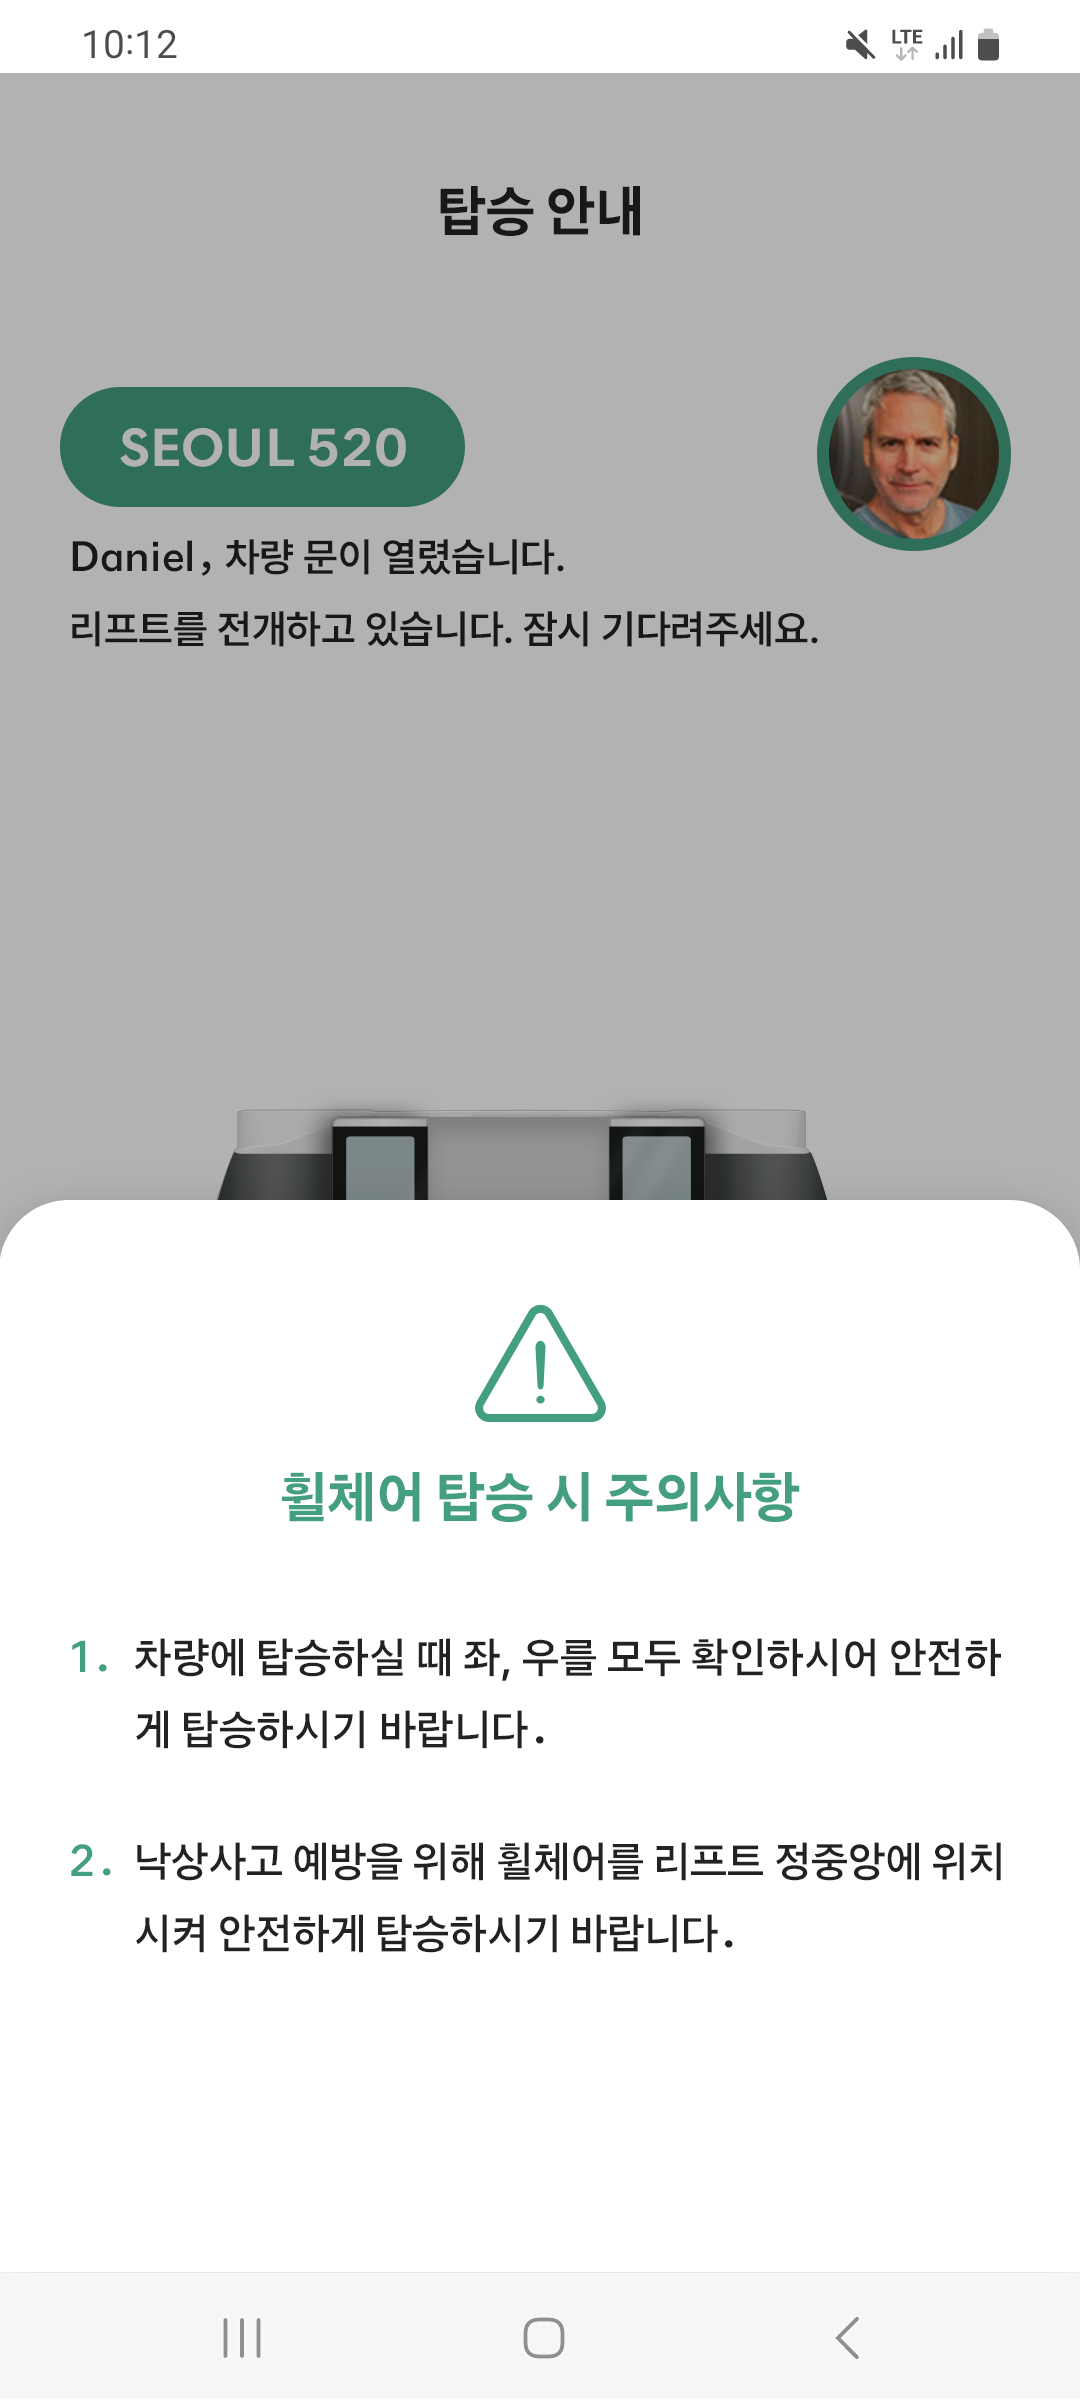 10:12
LTE
탑승 안내
SEOUL 520
Daniel, 차량 문이 열렸습니다.
리프트를 전개하고 있습니다. 잠시 기다려주세요.
휠체어 탑승 시 주의사항
1. 차량에 탑승하실 때 좌, 우를 모두 확인하시어 안전하
게 탑승하시기 바랍니다.
2. 낙상사고 예방을 위해 휠체어를 리프트 정중앙에 위치
시켜 안전하게 탑승하시기 바랍니다.